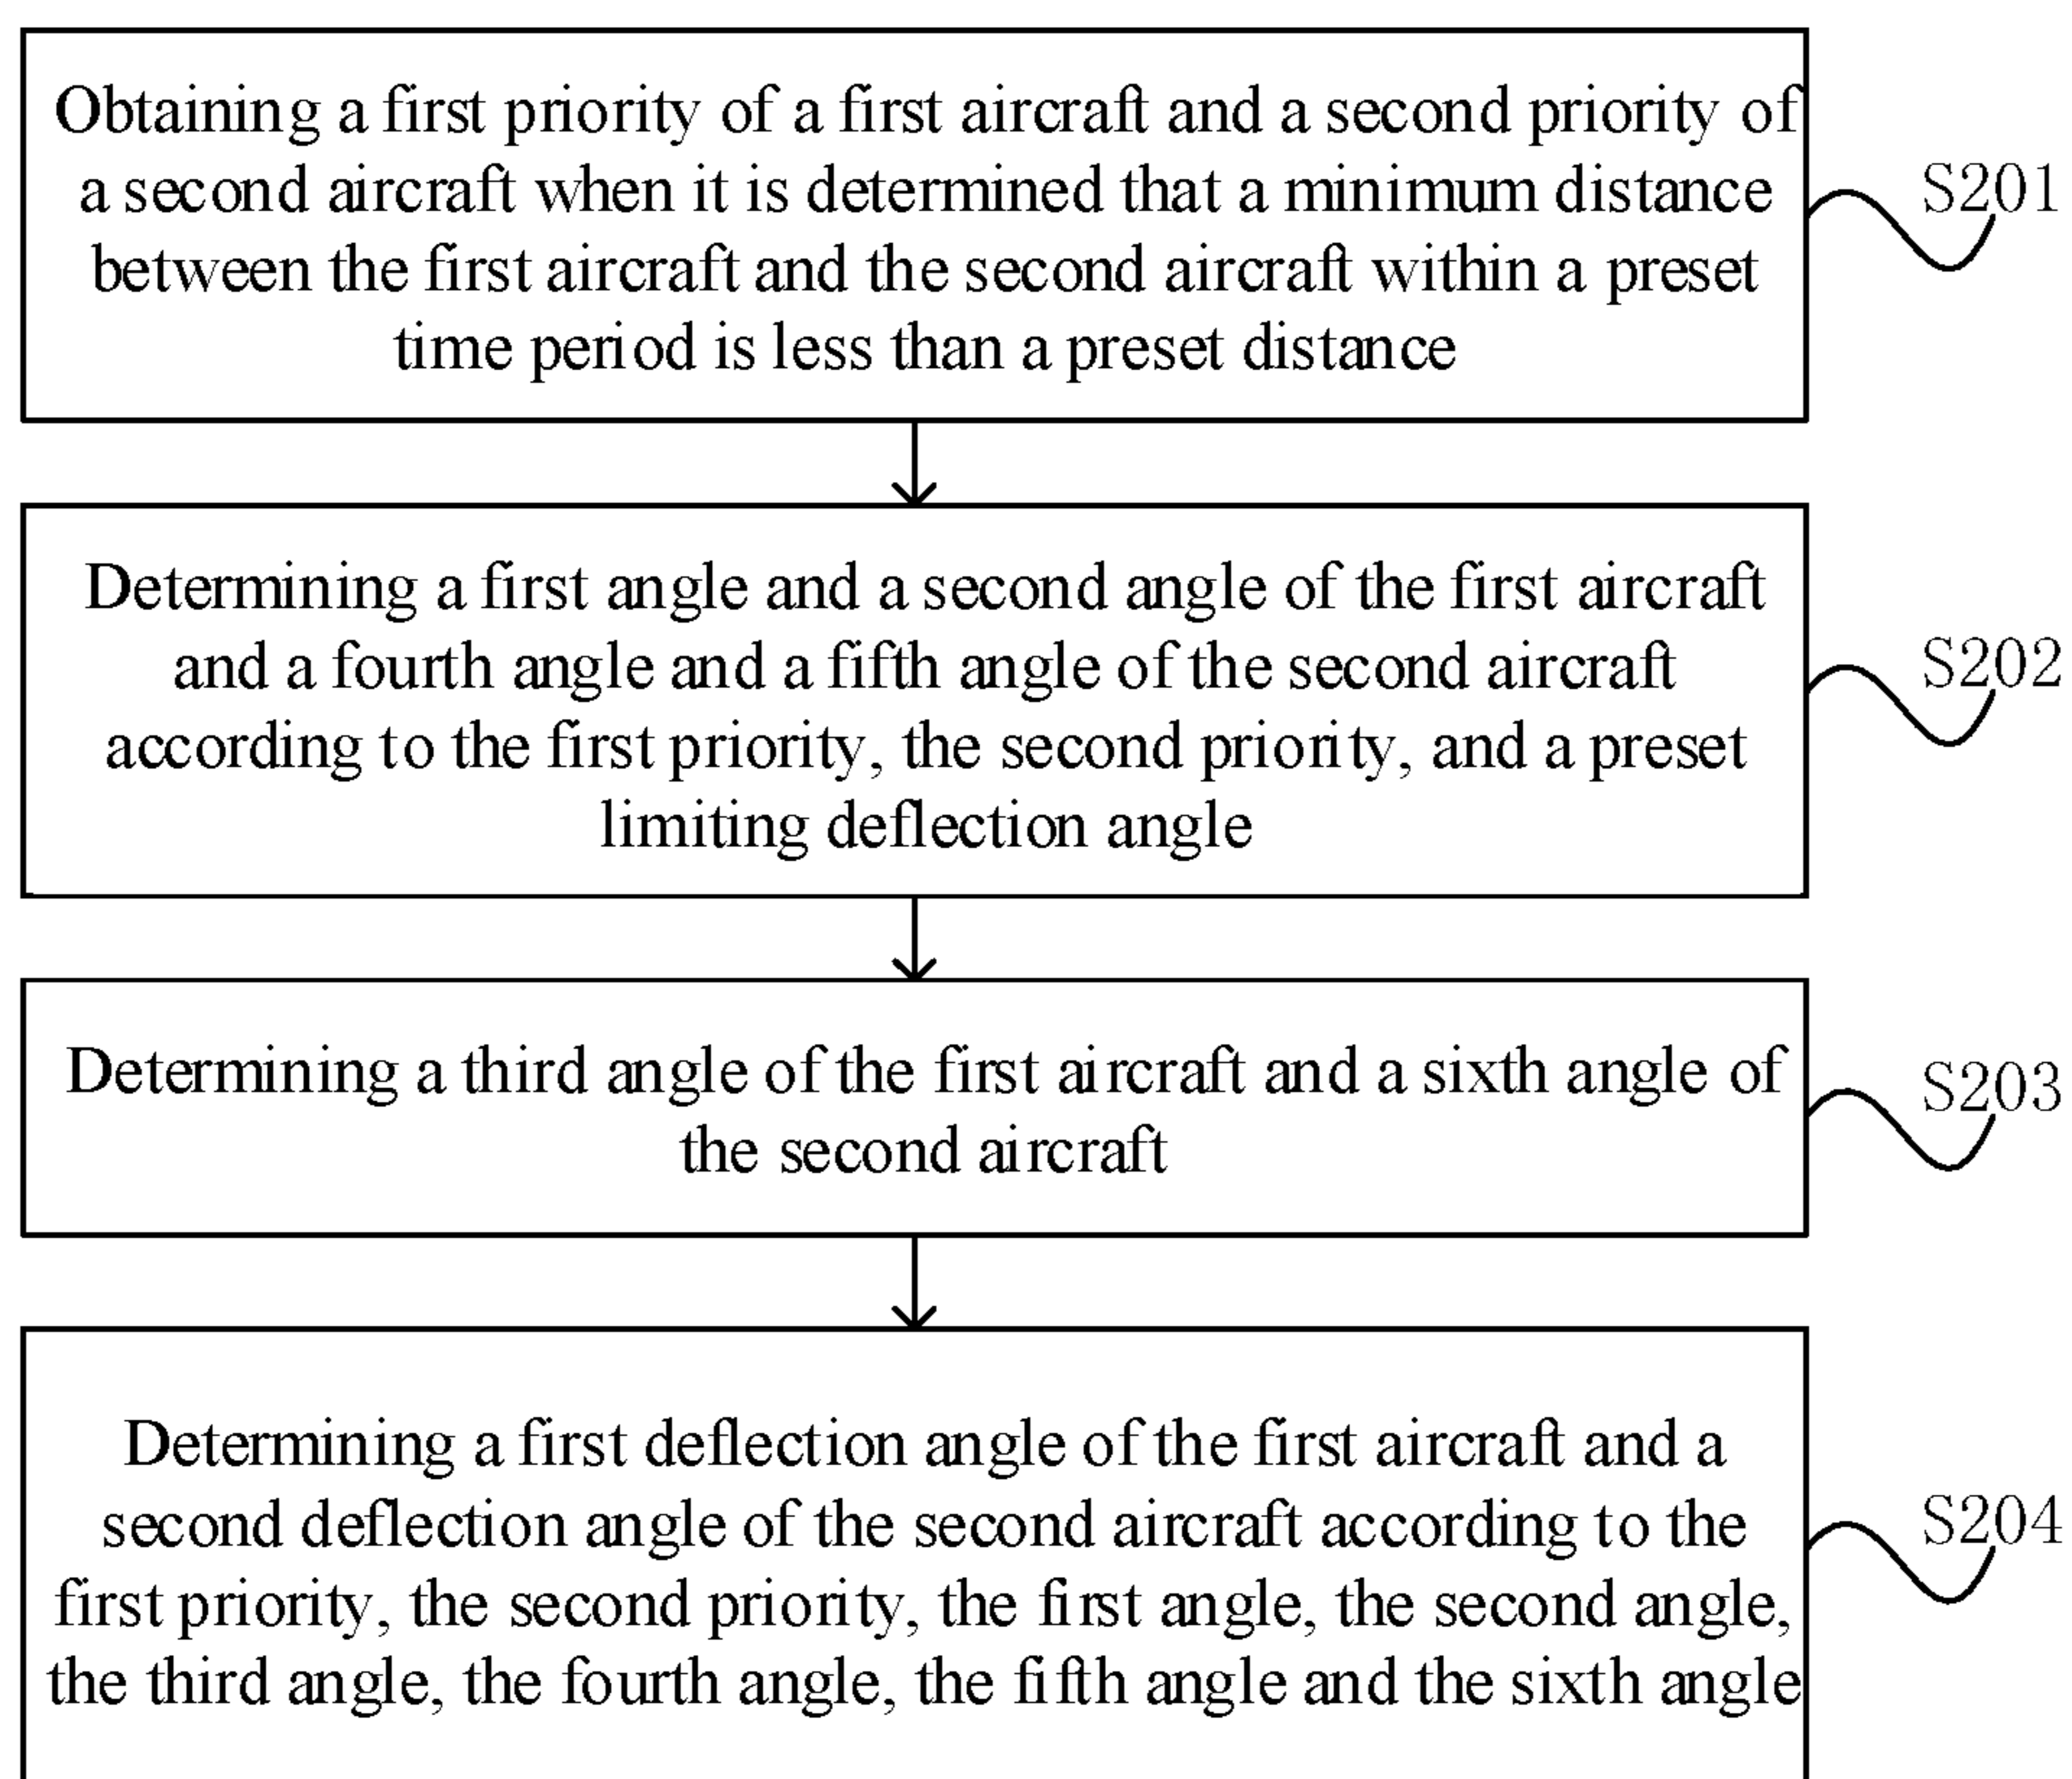 Obtaining a first priority of a first aircraft and a second priority of
a second aircraft when it is determined that a minimum distance
between the first aircraft and the second aircraft within a preset
time period is less than a preset distance
S201
Determining a first angle and a second angle of the first aircraft
and a fourth angle and a fifth angle of the second aircraft
according to the first priority, the second priority, and a preset
limiting deflection angle
S202
Determining a third angle of the first aircraft and a sixth angle of
the second aircraft
S203
Determining a first deflection angle of the first aircraft and a
second deflection angle of the second aircraft according to the
first priority, the second priority, the first angle, the second angle,
the third angle, the fourth angle, the fifth angle and the sixth angle
S204